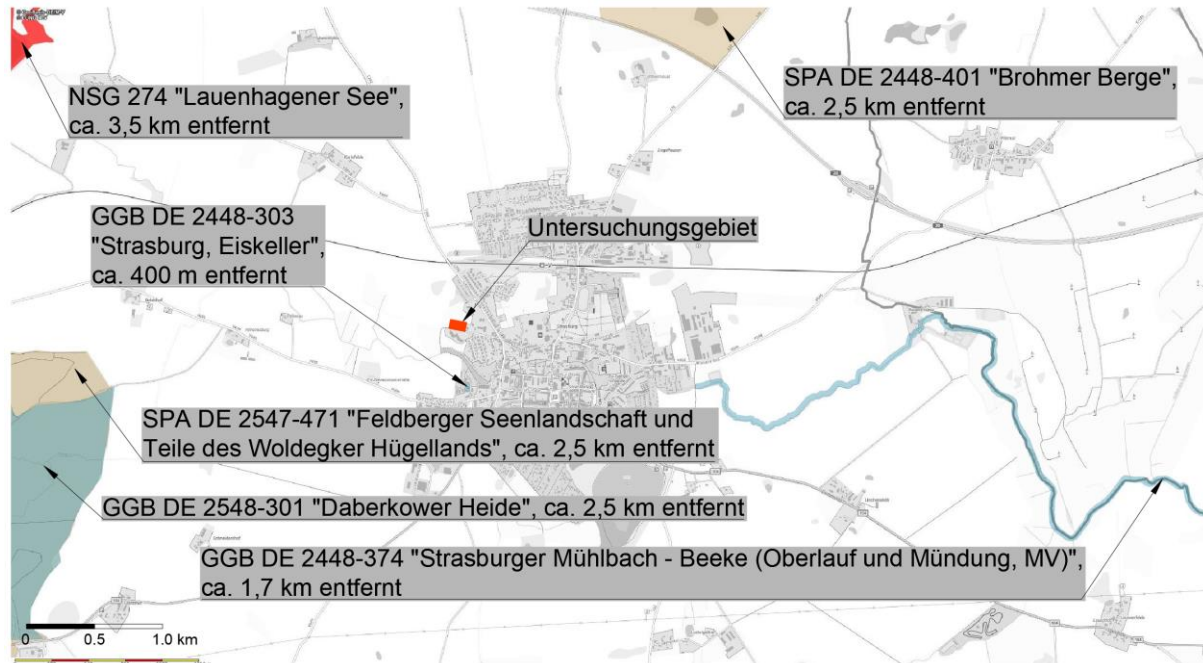 NSG 274 "Lauenhagener See",
ca. 3,5 km entfernt
SPA DE 2448-401 "Brohmer Berge",
ca. 2,5 km entfernt
GGB DE 2448-303
"Strasburg, Eiskeller",
ca. 400 m entfernt
Untersuchungsgebiet
SPA DE 2547-471 "Feldberger Seenlandschaft und
Teile des Woldegker Hügellands", ca. 2,5 km entfernt
GGB DE 2548-301 "Daberkower Heide", ca. 2,5 km entfernt
GGB DE 2448-374 "Strasburger Mühlbach - Beeke (Oberlauf und Mündung, MV)",
ca. 1,7 km entfernt
0 0.5 1.0 km